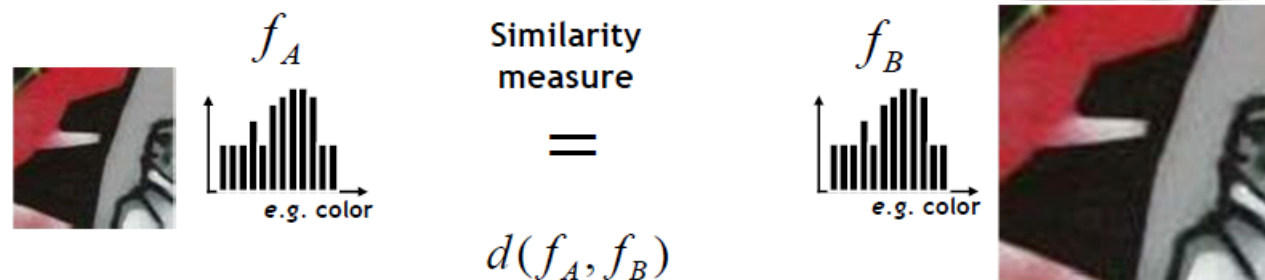 f_A
Similarity
measure
f_B
=
e.g. color
e.g. color
d(f_A, f_B)